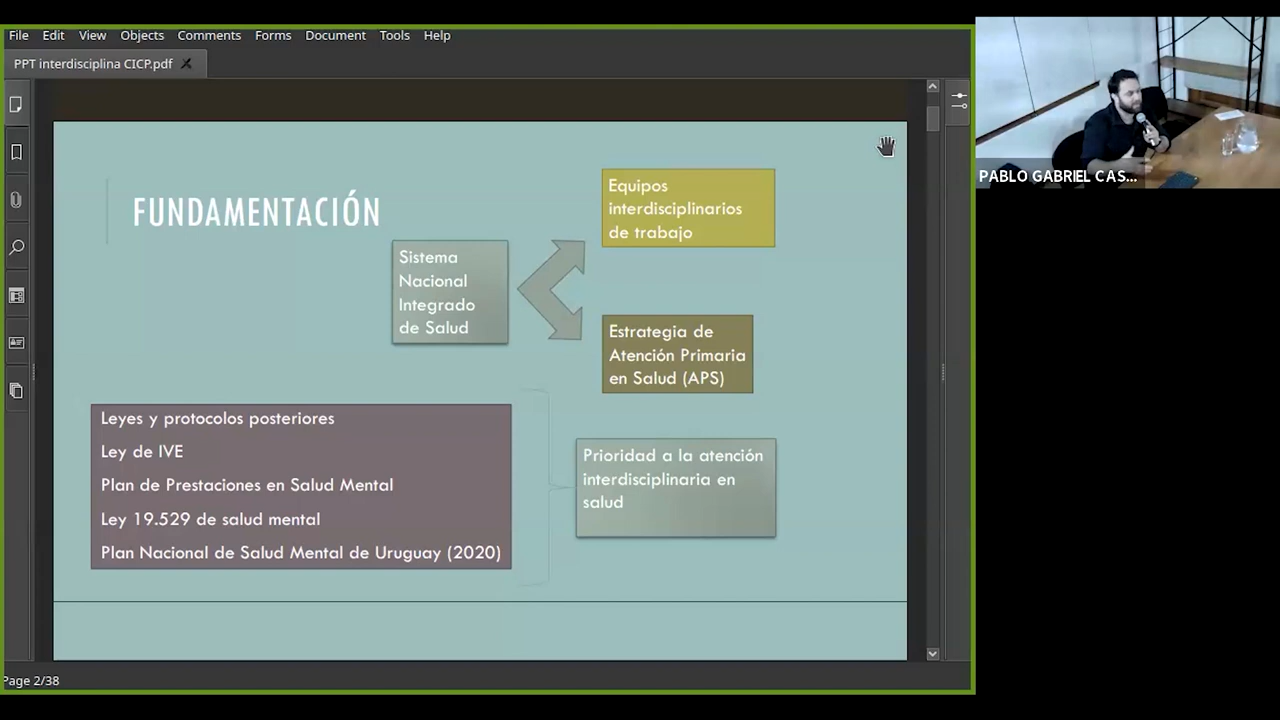 File Edit View Objects Comments Forms Document Tools Help
PPT interdisciplina CICP.pdf
PABLO GABRIEL CAS...
FUNDAMENTACIÓN
Sistema
Nacional
Integrado
de Salud
Equipos
interdisciplinarios
de trabajo
Estrategia de
Atención Primaria
en Salud (APS)
Leyes y protocolos posteriores
Ley de IVE
Plan de Prestaciones en Salud Mental
Ley 19.529 de salud mental
Plan Nacional de Salud Mental de Uruguay (2020)
Prioridad a la atención
interdisciplinaria en
salud
Page 2/38